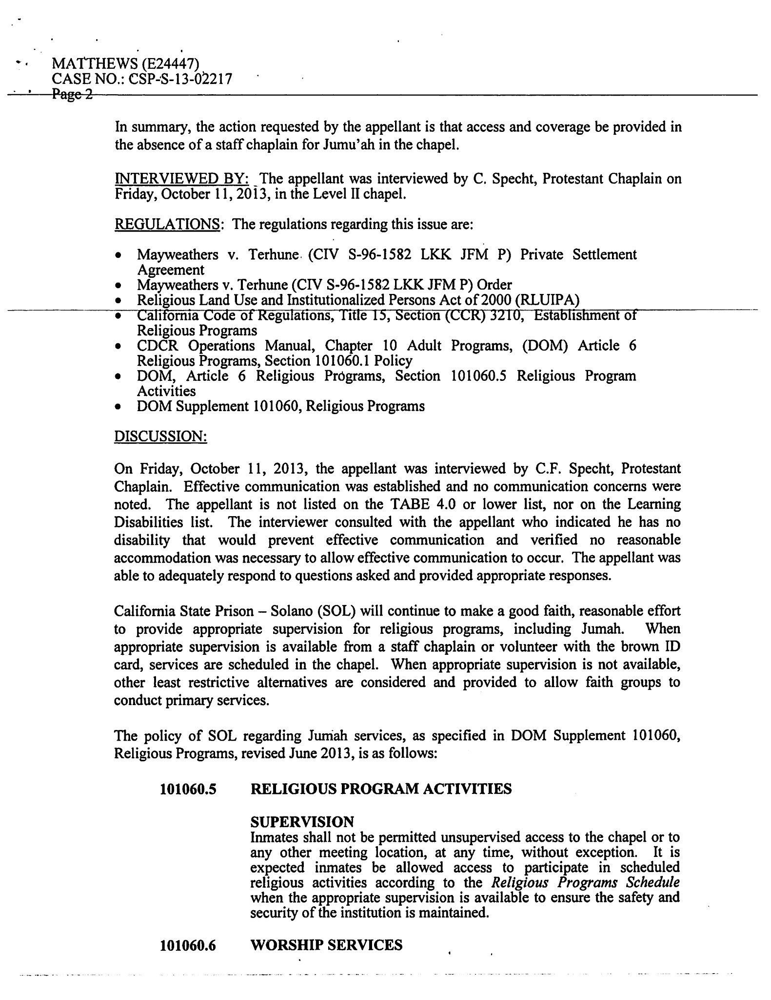 MATTHEWS (E24447)
CASE NO.: CSP-S-13-02217
Page 2
In summary, the action requested by the appellant is that access and coverage be provided in
the absence of a staff chaplain for Jumu'ah in the chapel.
INTERVIEWED BY: The appellant was interviewed by C. Specht, Protestant Chaplain on
Friday, October 11, 2013, in the Level II chapel.
REGULATIONS: The regulations regarding this issue are:
• Mayweathers v. Terhune (CIV S-96-1582 LKK JFM P) Private Settlement
Agreement
• Mayweathers v. Terhune (CIV S-96-1582 LKK JFM P) Order
• Religious Land Use and Institutionalized Persons Act of 2000 (RLUIPA)
• California Code of Regulations, Title 15, Section (CCR) 3210, Establishment of
Religious Programs
• CDCR Operations Manual, Chapter 10 Adult Programs, (DOM) Article 6
Religious Programs, Section 101060.1 Policy
• DOM, Article 6 Religious Programs, Section 101060.5 Religious Program
Activities
• DOM Supplement 101060, Religious Programs
DISCUSSION:
On Friday, October 11, 2013, the appellant was interviewed by C.F. Specht, Protestant
Chaplain. Effective communication was established and no communication concerns were
noted. The appellant is not listed on the TABE 4.0 or lower list, nor on the Learning
Disabilities list. The interviewer consulted with the appellant who indicated he has no
disability that would prevent effective communication and verified no reasonable
accommodation was necessary to allow effective communication to occur. The appellant was
able to adequately respond to questions asked and provided appropriate responses.
California State Prison – Solano (SOL) will continue to make a good faith, reasonable effort
to provide appropriate supervision for religious programs, including Jumah. When
appropriate supervision is available from a staff chaplain or volunteer with the brown ID
card, services are scheduled in the chapel. When appropriate supervision is not available,
other least restrictive alternatives are considered and provided to allow faith groups to
conduct primary services.
The policy of SOL regarding Jumah services, as specified in DOM Supplement 101060,
Religious Programs, revised June 2013, is as follows:
101060.5 RELIGIOUS PROGRAM ACTIVITIES
SUPERVISION
Inmates shall not be permitted unsupervised access to the chapel or to
any other meeting location, at any time, without exception. It is
expected inmates be allowed access to participate in scheduled
religious activities according to the Religious Programs Schedule
when the appropriate supervision is available to ensure the safety and
security of the institution is maintained.
101060.6 WORSHIP SERVICES